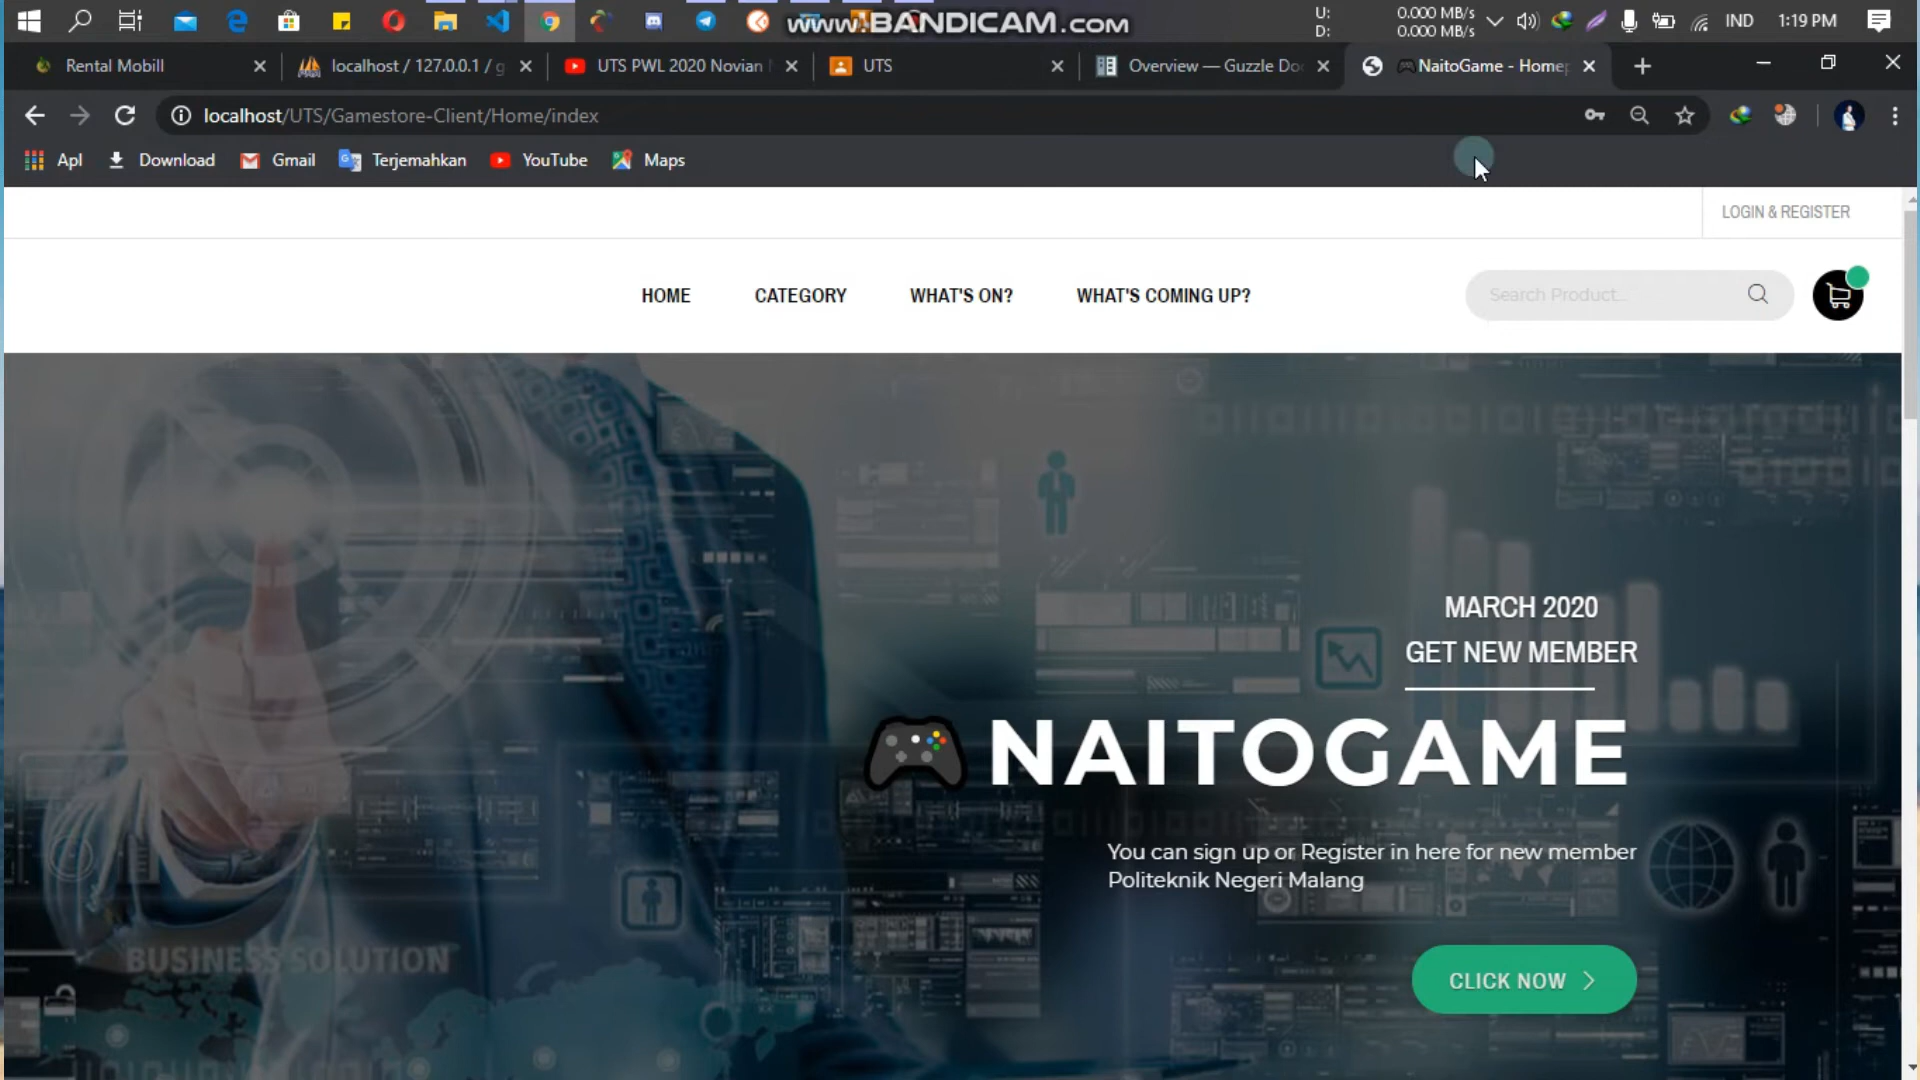 www.BANDICAM.com
U: 0.000 MB/s
D: 0.000 MB/s
IND 1:19 PM
Rental Mobill
localhost / 127.0.0.1 / g
UTS PWL 2020 Novian
UTS
Overview — Guzzle Do
NaitoGame - Home
localhost/UTS/Gamestore-Client/Home/index
Apl Download Gmail Terjemahkan YouTube Maps
LOGIN & REGISTER
HOME CATEGORY WHAT'S ON? WHAT'S COMING UP?
Search Product...
MARCH 2020
GET NEW MEMBER
NAITOGAME
You can sign up or Register in here for new member
Politeknik Negeri Malang
BUSINESS SOLUTION
CLICK NOW